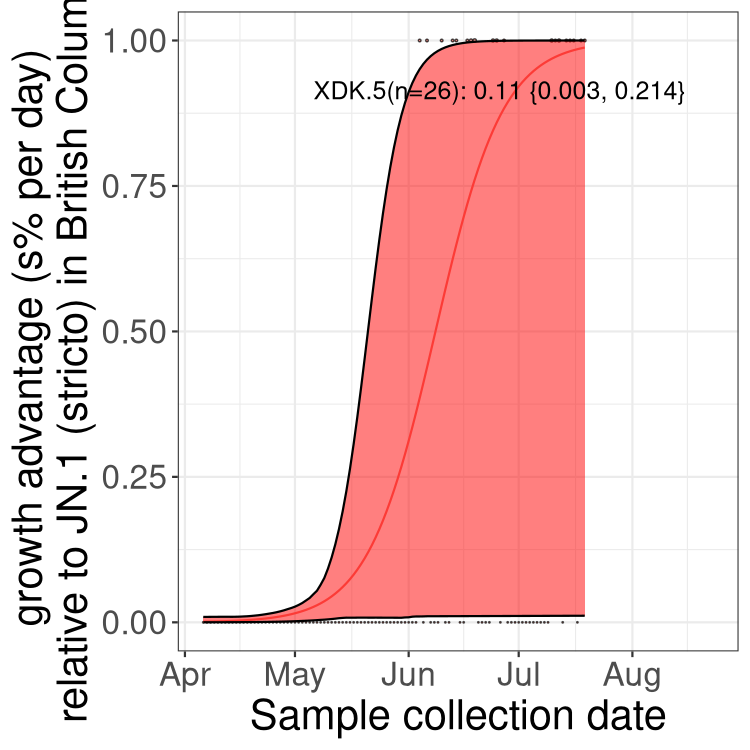 growth advantage (s% per day)
relative to JN.1 (stricto) in British Colum
1.00
0.75
0.50
0.25
0.00
XDK.5(n=26): 0.11 {0.003, 0.214}
Apr May Jun Jul Aug
Sample collection date